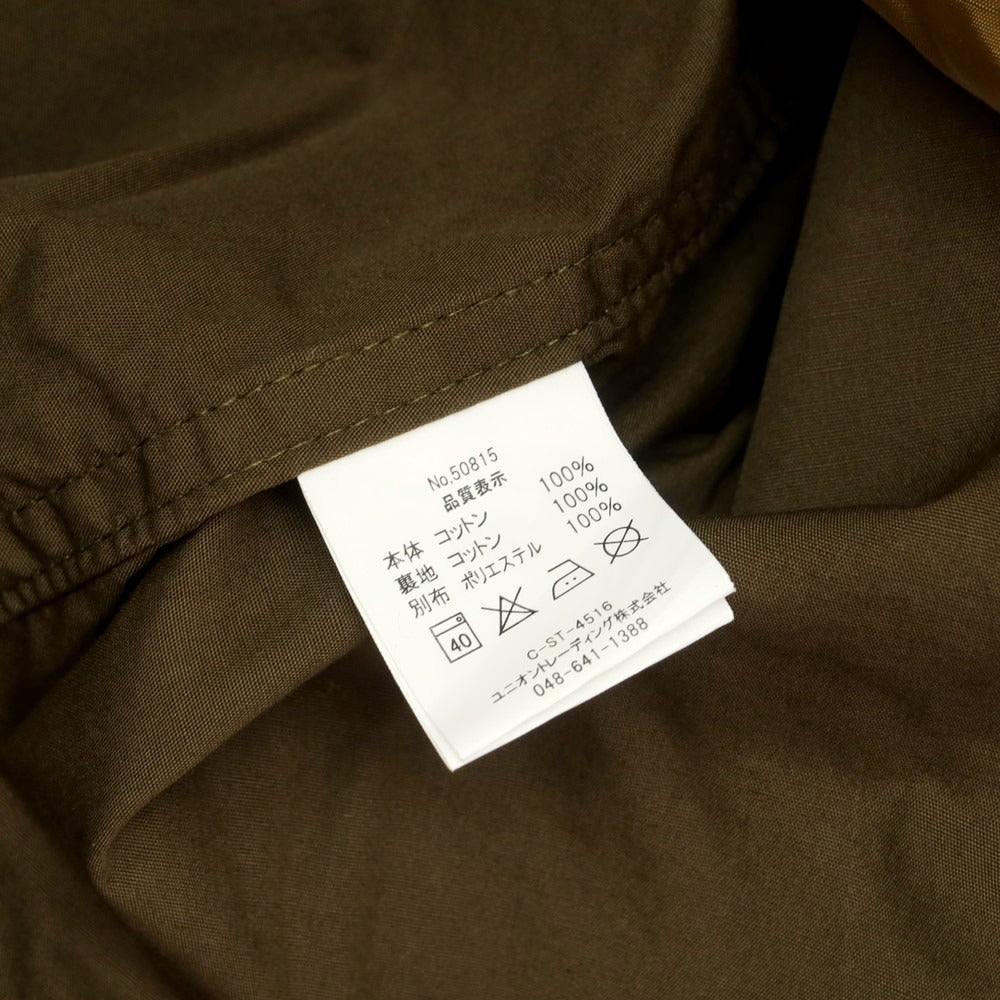 No.50815
品質表示
本体 コットン 100%
裏地 コットン 100%
別布 ポリエステル 100%
40
C-ST-4516
ユニオントレーディング株式会社
048-641-1388